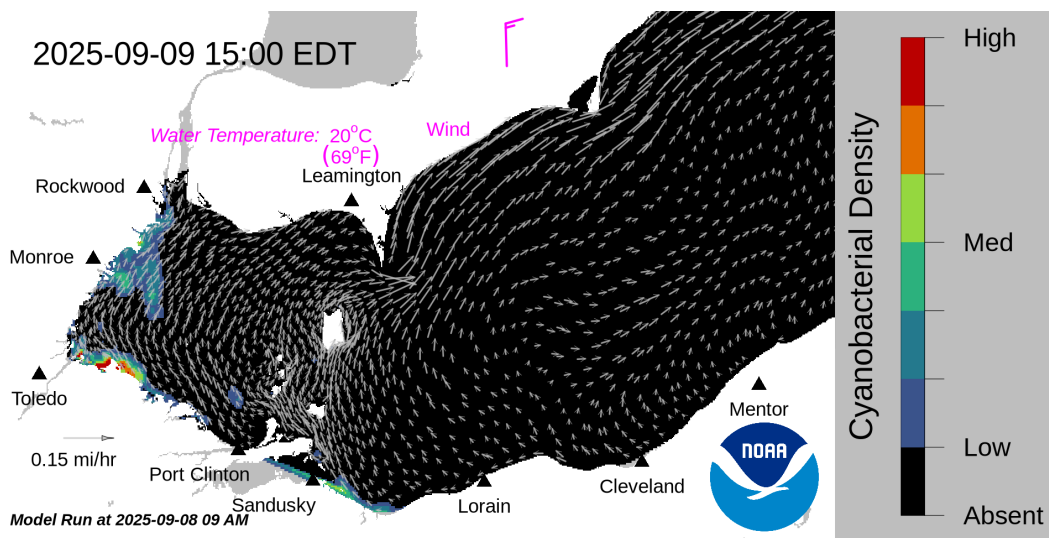 2025-09-09 15:00 EDT
Water Temperature: 20°C
(69°F)
Wind
Leamington
Rockwood
Monroe
Toledo
0.15 mi/hr
Port Clinton
Sandusky
Lorain
Cleveland
Mentor
NOAA
Model Run at 2025-09-08 09 AM
Cyanobacterial Density
High
Med
Low
Absent